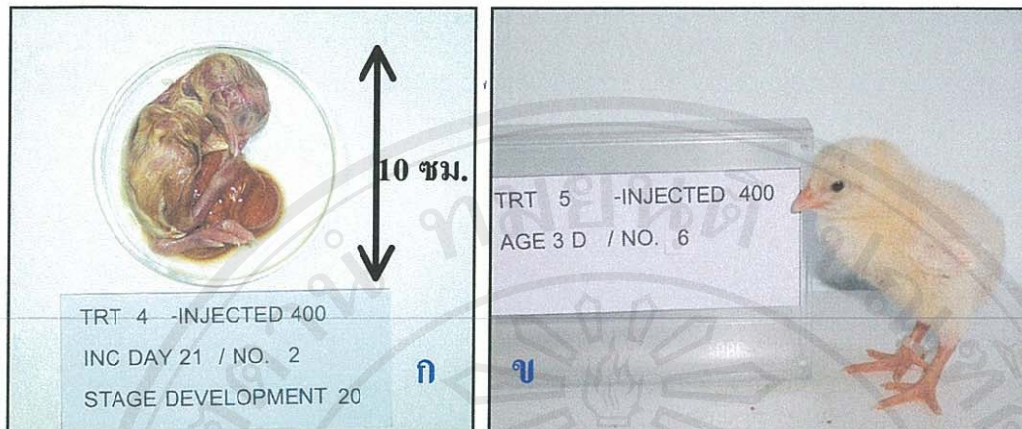 10 ซม.
TRT 4 -INJECTED 400
INC DAY 21 / NO. 2
STAGE DEVELOPMENT 20
ก
TRT 5 -INJECTED 400
AGE 3 D / NO. 6
ข